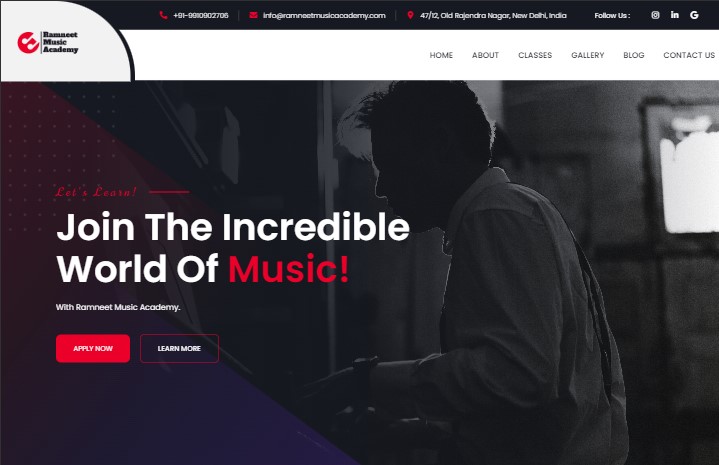 +91-9910902706
info@ramneetmusicacademy.com
47/12, Old Rajendra Nagar, New Delhi, India
Follow Us :
Ramneet
Music
Academy
HOME
ABOUT
CLASSES
GALLERY
BLOG
CONTACT US
Let's Learn!
Join The Incredible
World Of Music!
With Ramneet Music Academy.
APPLY NOW
LEARN MORE